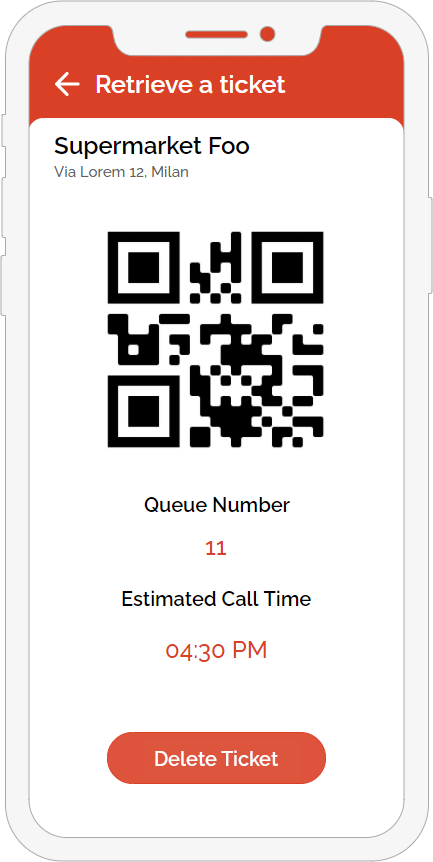 Retrieve a ticket
Supermarket Foo
Via Lorem 12, Milan
Queue Number
11
Estimated Call Time
04:30 PM
Delete Ticket